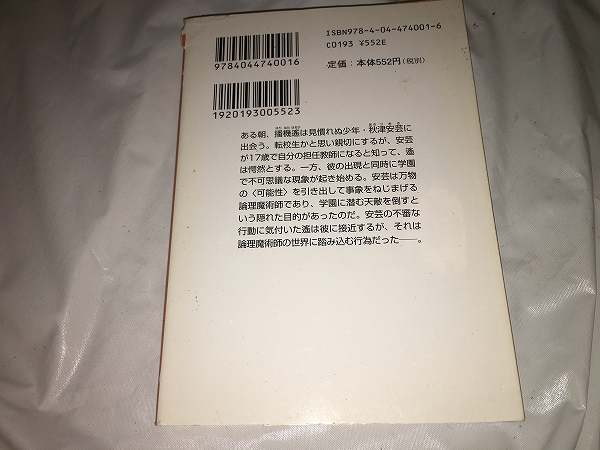 ISBN978-4-04-474001-6
C0193 ¥552E
9784044740016
定価：本体552円(税別)
1920193005523
ある朝、播機遙は見慣れぬ少年・秋津安芸に
出会う。転校生かと思い親切にするが、安芸
が17歳で自分の担任教師になると知って、遙
は愕然とする。一方、彼の出現と同時に学園
で不可思議な現象が起き始める。安芸は万物
の〈可能性〉を引き出して事象をねじまげる
論理魔術師であり、学園に潜む天敵を倒すと
いう隠れた目的があったのだ。安芸の不審な
行動に気付いた遙は彼に接近するが、それは
論理魔術師の世界に踏み込む行為だった――。